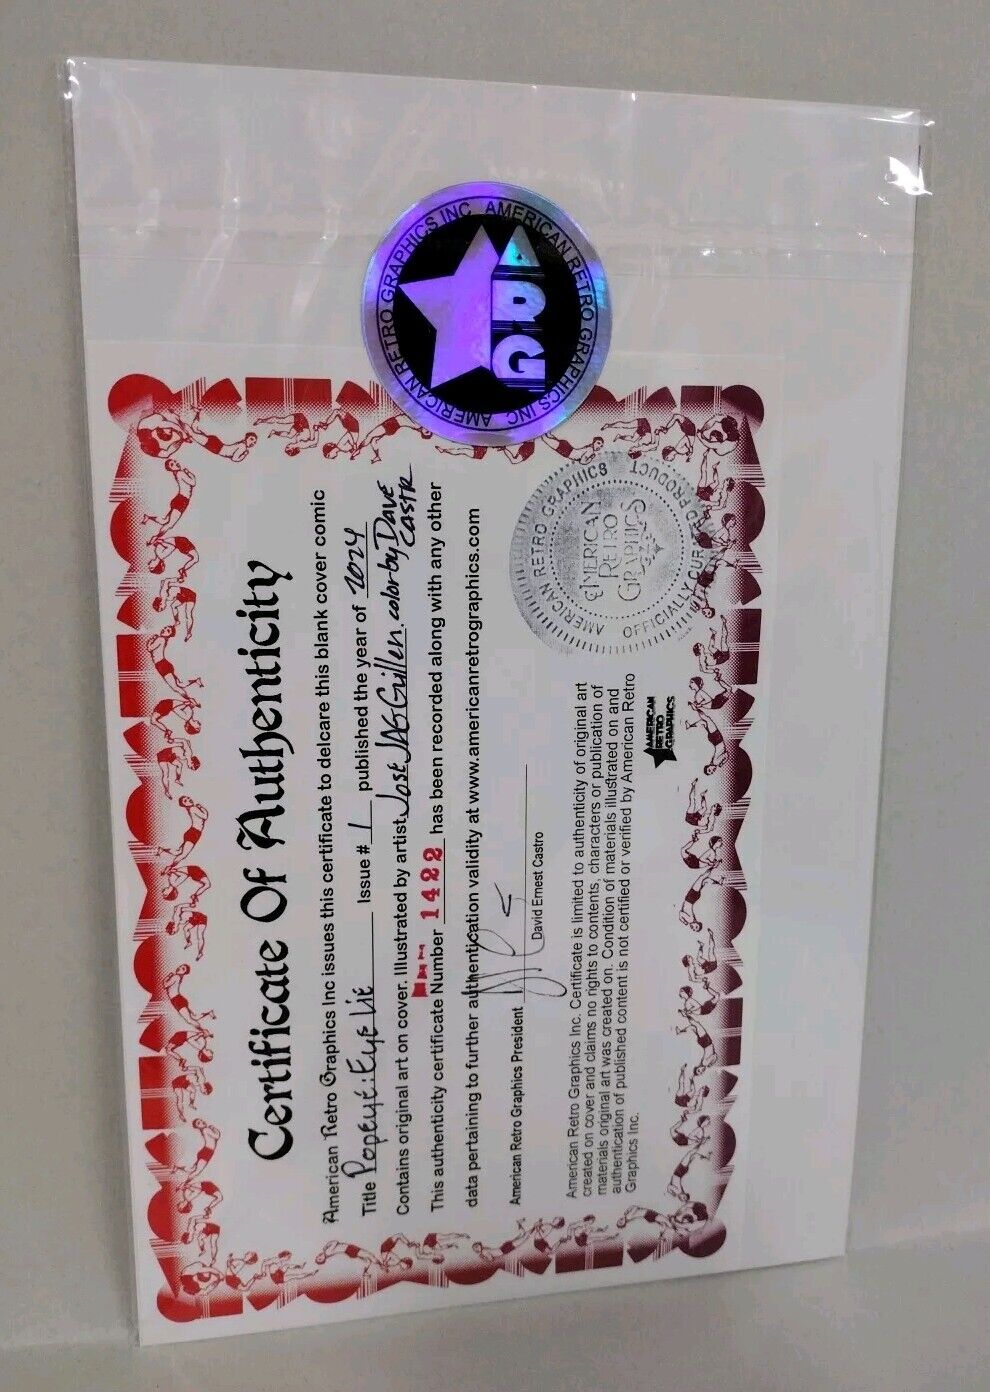 AMERICAN RETRO GRAPHICS INC AMERICAN RETRO GRAPHICS INC
ARG
Certificate Of Authenticity
American Retro Graphics Inc issues this certificate to delcare this blank cover comic
Title Popeye: Eye Lie Issue # 1 published the year of 2024
Contains original art on cover. Illustrated by artist Jose JAG Guillen. color by Dave Castr
This authenticity certificate Number 1422 has been recorded along with any other
data pertaining to further authentication validity at www.americanretrographics.com
American Retro Graphics President
David Ernest Castro
American Retro Graphics Inc. Certificate is limited to authenticity of original art
created on cover and claims no rights to contents, characters or publication of
materials original art was created on. Condition of materials illustrated on and
authentication of published content is not certified or verified by American Retro
Graphics Inc.
AMERICAN
RETRO
GRAPHICS
AMERICAN RETRO GRAPHICS
OFFICIALLY CURATED PRODUCT
AMERICAN
RETRO
GRAPHICS